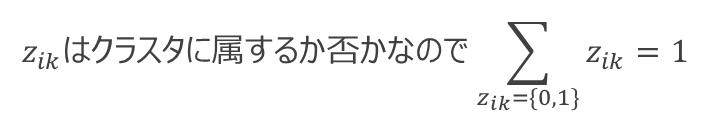 $z_{ik}$はクラスタに属するか否かなので $\sum_{z_{ik}=\{0,1\}} z_{ik} = 1$